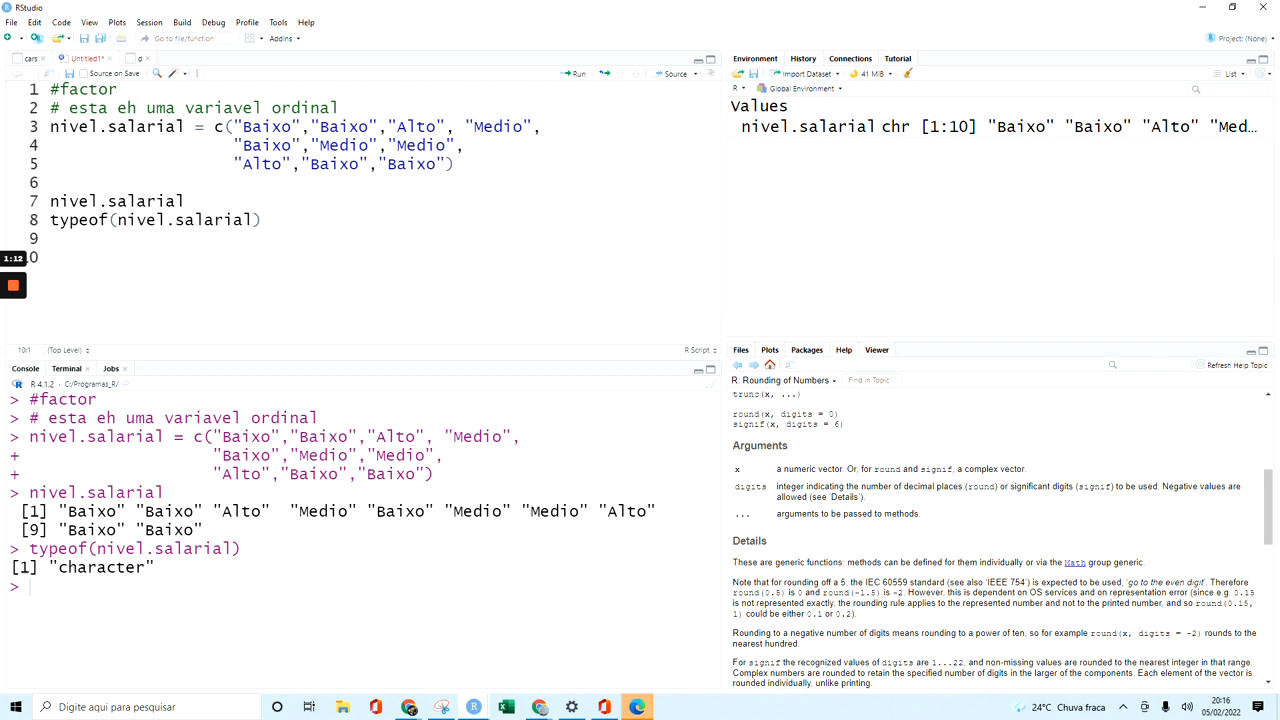 RStudio
File Edit Code View Plots Session Build Debug Profile Tools Help
Go to file/function Addins Project: (None)
cars Untitled1* d
Source on Save Run Source
1 #factor
2 # esta eh uma variavel ordinal
3 nivel.salarial = c("Baixo","Baixo","Alto", "Medio",
4 "Baixo","Medio","Medio",
5 "Alto","Baixo","Baixo")
6
7 nivel.salarial
8 typeof(nivel.salarial)
9
1:12 10
10:1 (Top Level) R Script
Console Terminal Jobs
R 4.1.2 · C:/Programas_R/
> #factor
> # esta eh uma variavel ordinal
> nivel.salarial = c("Baixo","Baixo","Alto", "Medio",
+ "Baixo","Medio","Medio",
+ "Alto","Baixo","Baixo")
> nivel.salarial
[1] "Baixo" "Baixo" "Alto" "Medio" "Baixo" "Medio" "Medio" "Alto"
[9] "Baixo" "Baixo"
> typeof(nivel.salarial)
[1] "character"
>
Environment History Connections Tutorial
Import Dataset 41 MiB List
R Global Environment
Values
nivel.salarial chr [1:10] "Baixo" "Baixo" "Alto" "Med...
Files Plots Packages Help Viewer
Refresh Help Topic
R: Rounding of Numbers Find in Topic
trunc(x, ...)
round(x, digits = 0)
signif(x, digits = 6)
Arguments
x a numeric vector. Or, for round and signif, a complex vector.
digits integer indicating the number of decimal places (round) or significant digits (signif) to be used. Negative values are
allowed (see 'Details').
... arguments to be passed to methods.
Details
These are generic functions: methods can be defined for them individually or via the Math group generic.
Note that for rounding off a 5, the IEC 60559 standard (see also 'IEEE 754') is expected to be used, 'go to the even digit'. Therefore
round(0.5) is 0 and round(-1.5) is -2. However, this is dependent on OS services and on representation error (since e.g. 0.15
is not represented exactly, the rounding rule applies to the represented number and not to the printed number, and so round(0.15,
1) could be either 0.1 or 0.2).
Rounding to a negative number of digits means rounding to a power of ten, so for example round(x, digits = -2) rounds to the
nearest hundred.
For signif the recognized values of digits are 1...22, and non-missing values are rounded to the nearest integer in that range.
Complex numbers are rounded to retain the specified number of digits in the larger of the components. Each element of the vector is
rounded individually, unlike printing.
Digite aqui para pesquisar 24°C Chuva fraca 20:16
05/02/2022